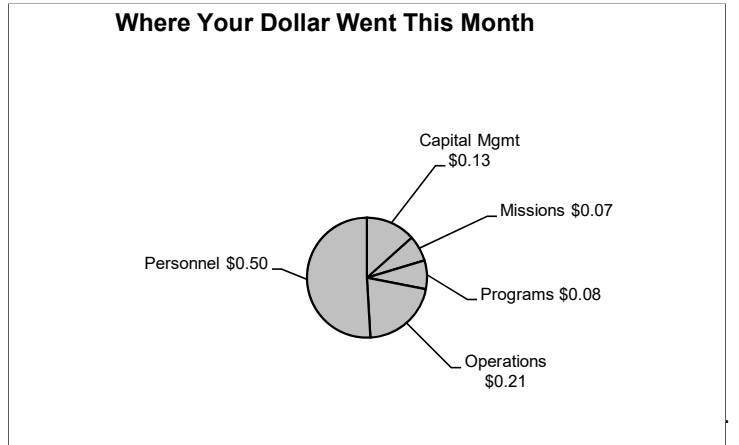 Where Your Dollar Went This Month
Capital Mgmt
$0.13
Missions $0.07
Personnel $0.50
Programs $0.08
Operations
$0.21